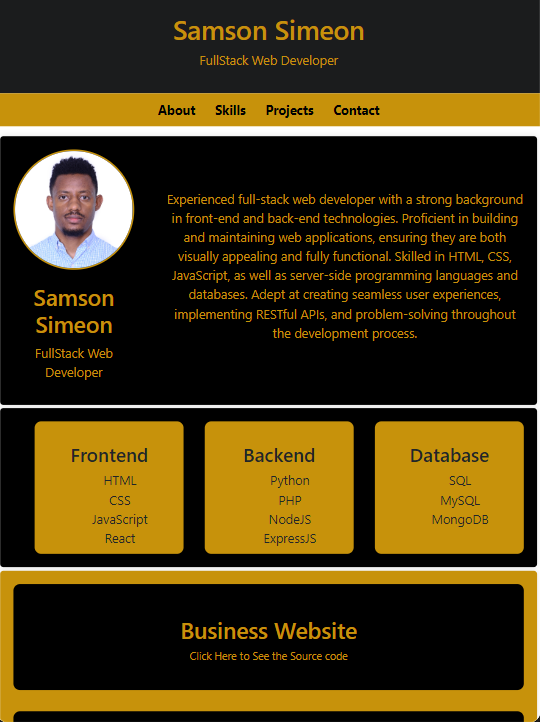 Samson Simeon
FullStack Web Developer
About Skills Projects Contact
Experienced full-stack web developer with a strong background
in front-end and back-end technologies. Proficient in building
and maintaining web applications, ensuring they are both
visually appealing and fully functional. Skilled in HTML, CSS,
JavaScript, as well as server-side programming languages and
databases. Adept at creating seamless user experiences,
implementing RESTful APIs, and problem-solving throughout
the development process.
Samson
Simeon
FullStack Web
Developer
Frontend
HTML
CSS
JavaScript
React
Backend
Python
PHP
NodeJS
ExpressJS
Database
SQL
MySQL
MongoDB
Business Website
Click Here to See the Source code